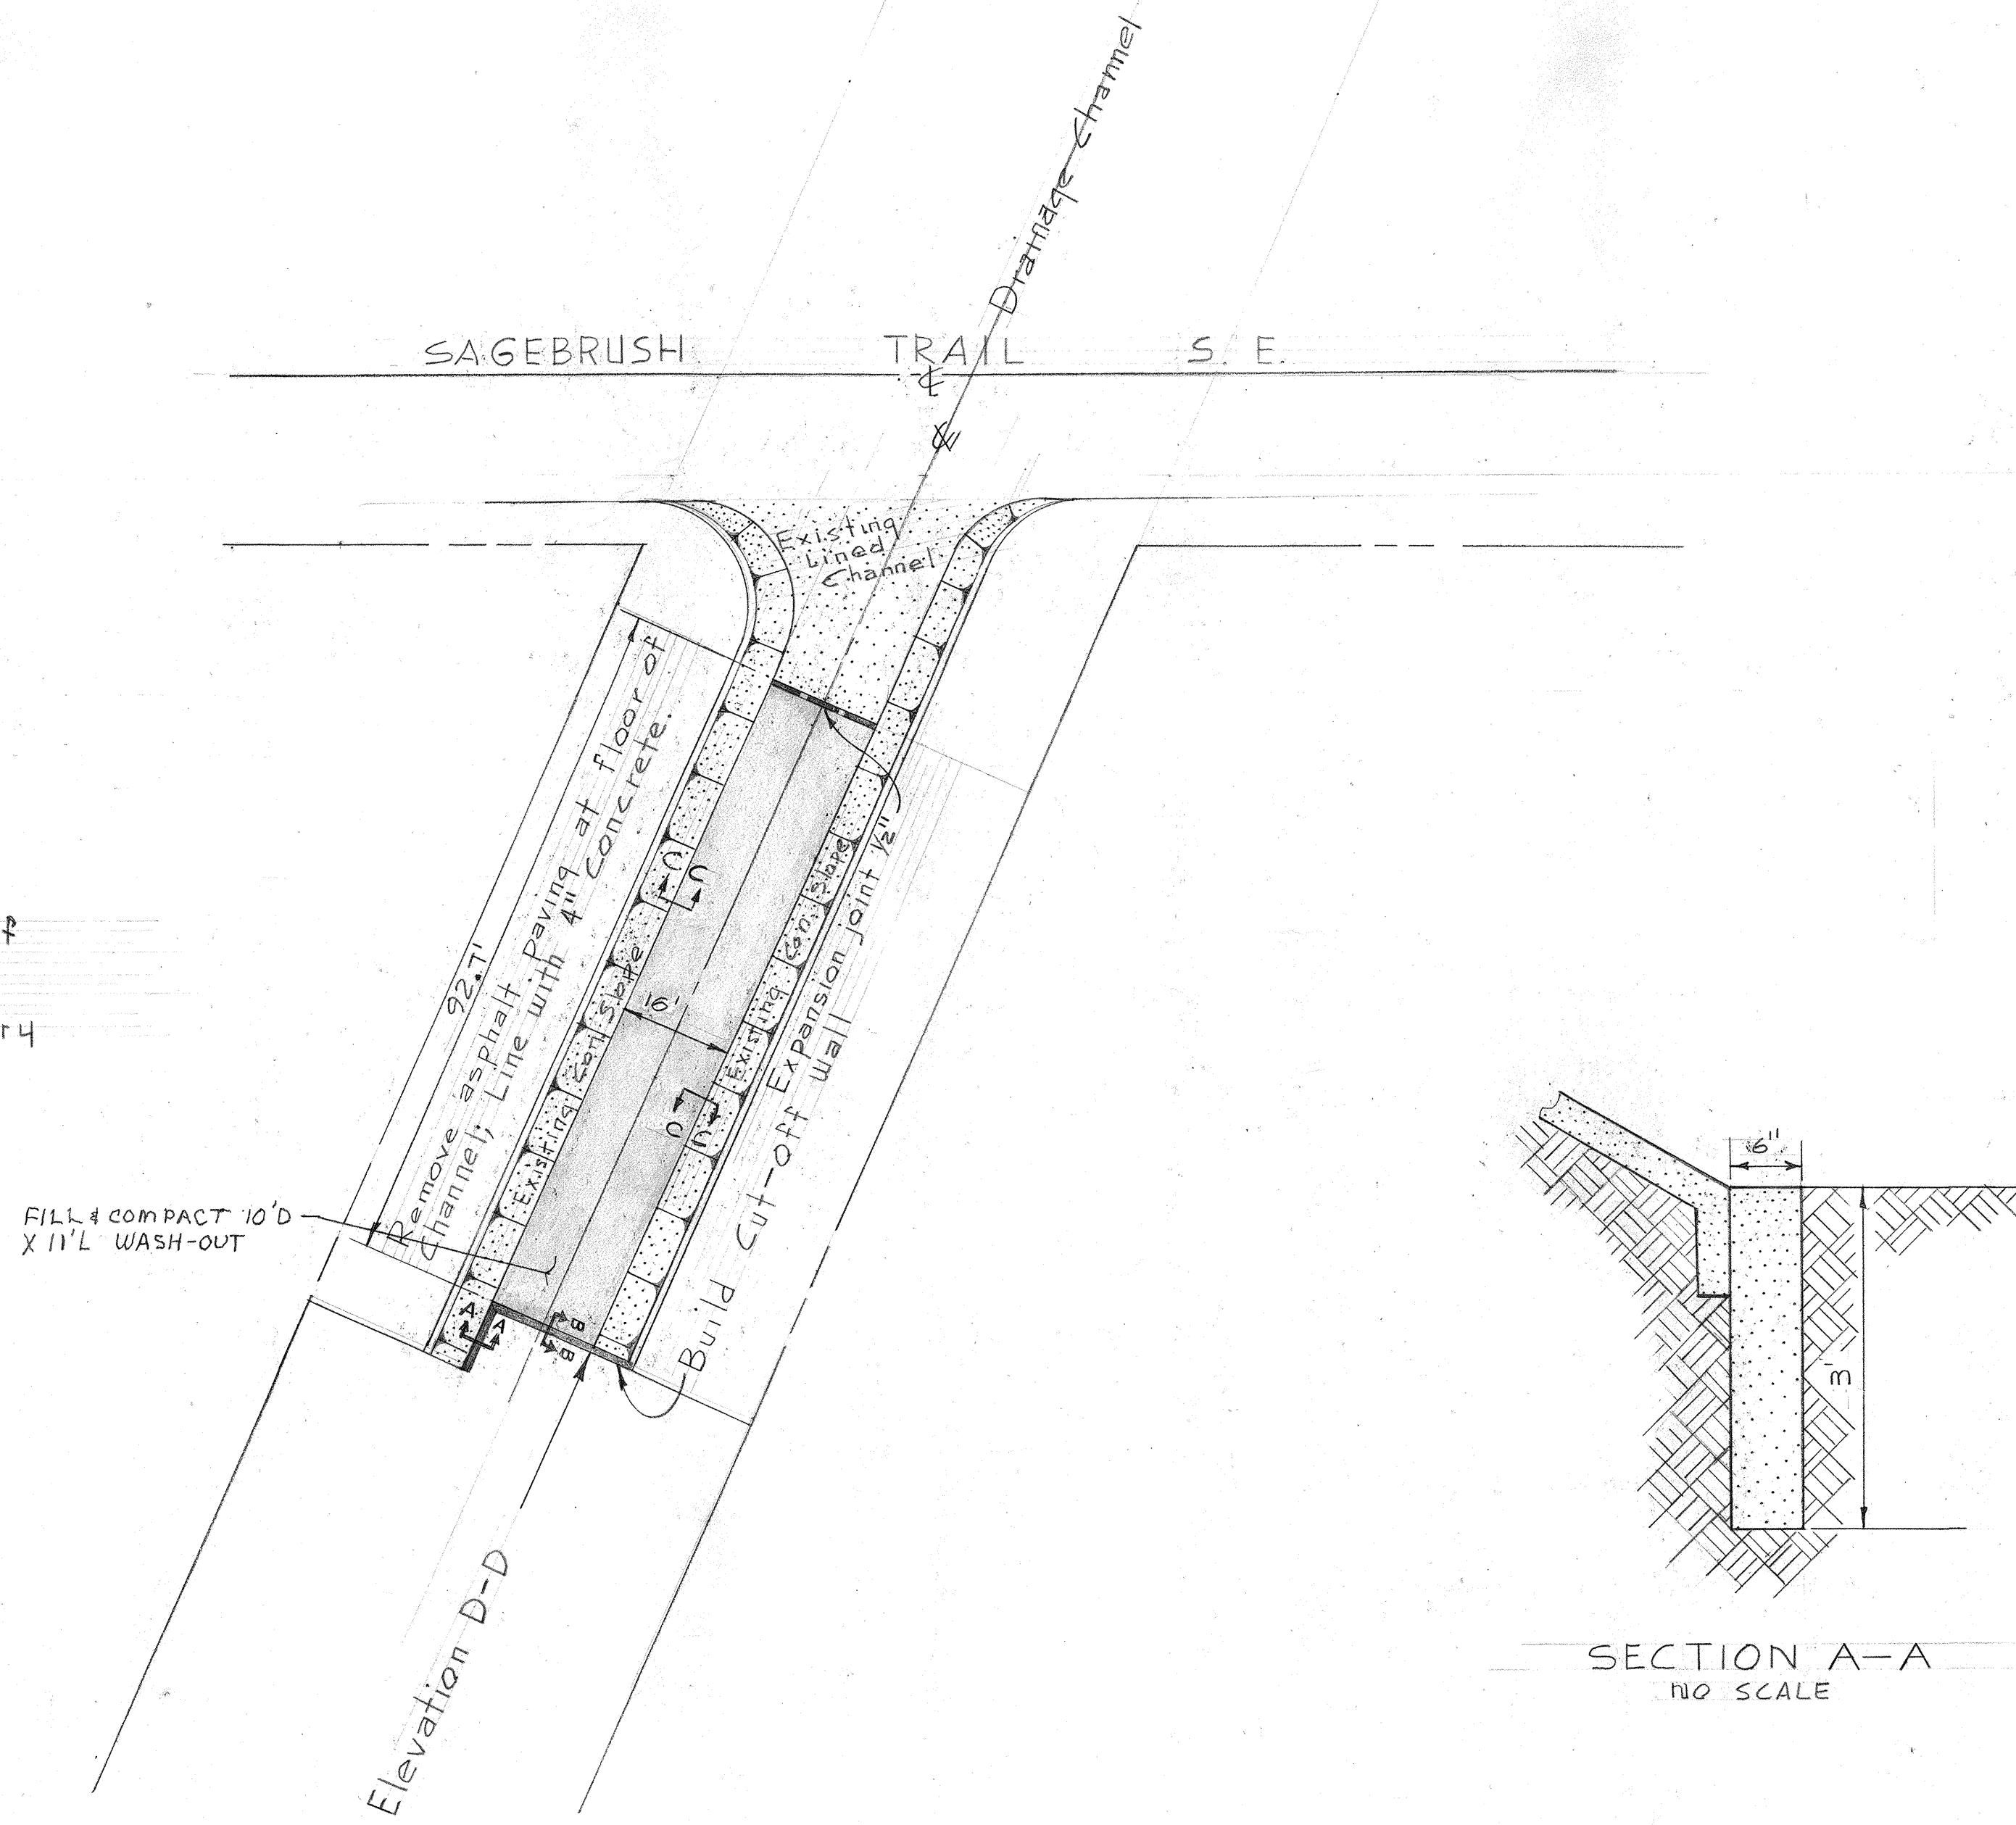 Drainage Channel
SAGEBRUSH TRAIL S. E.
℄
℄
Existing
Lined
Channel
Remove asphalt paving at floor of
Channel; Line with 4" Concrete.
92.7'
C C
Existing Con. Slope
16'
Existing Con. Slope
Expansion joint 1/2"
C C
Build Cut-Off Wall
FILL & COMPACT 10'D
X 11'L WASH-OUT
A A
B
B
Elevation D-D
6"
3'
SECTION A-A
NO SCALE